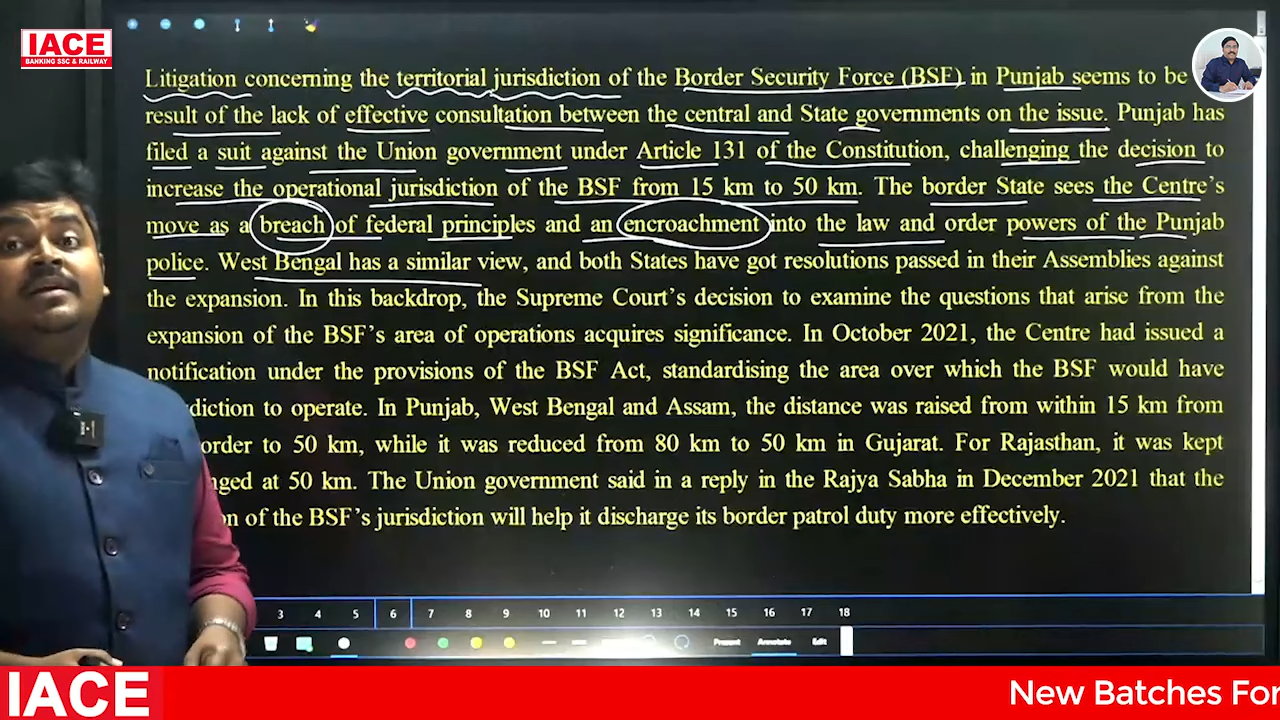 IACE
BANKING SSC & RAILWAY
Litigation concerning the territorial jurisdiction of the Border Security Force (BSF) in Punjab seems to be
result of the lack of effective consultation between the central and State governments on the issue. Punjab has
filed a suit against the Union government under Article 131 of the Constitution, challenging the decision to
increase the operational jurisdiction of the BSF from 15 km to 50 km. The border State sees the Centre's
move as a breach of federal principles and an encroachment into the law and order powers of the Punjab
police. West Bengal has a similar view, and both States have got resolutions passed in their Assemblies against
the expansion. In this backdrop, the Supreme Court's decision to examine the questions that arise from the
expansion of the BSF's area of operations acquires significance. In October 2021, the Centre had issued a
notification under the provisions of the BSF Act, standardising the area over which the BSF would have
diction to operate. In Punjab, West Bengal and Assam, the distance was raised from within 15 km from
order to 50 km, while it was reduced from 80 km to 50 km in Gujarat. For Rajasthan, it was kept
nged at 50 km. The Union government said in a reply in the Rajya Sabha in December 2021 that the
on of the BSF's jurisdiction will help it discharge its border patrol duty more effectively.
3 4 5 6 7 8 9 10 11 12 13 14 15 16 17 18
Present Annotate Edit
IACE New Batches For